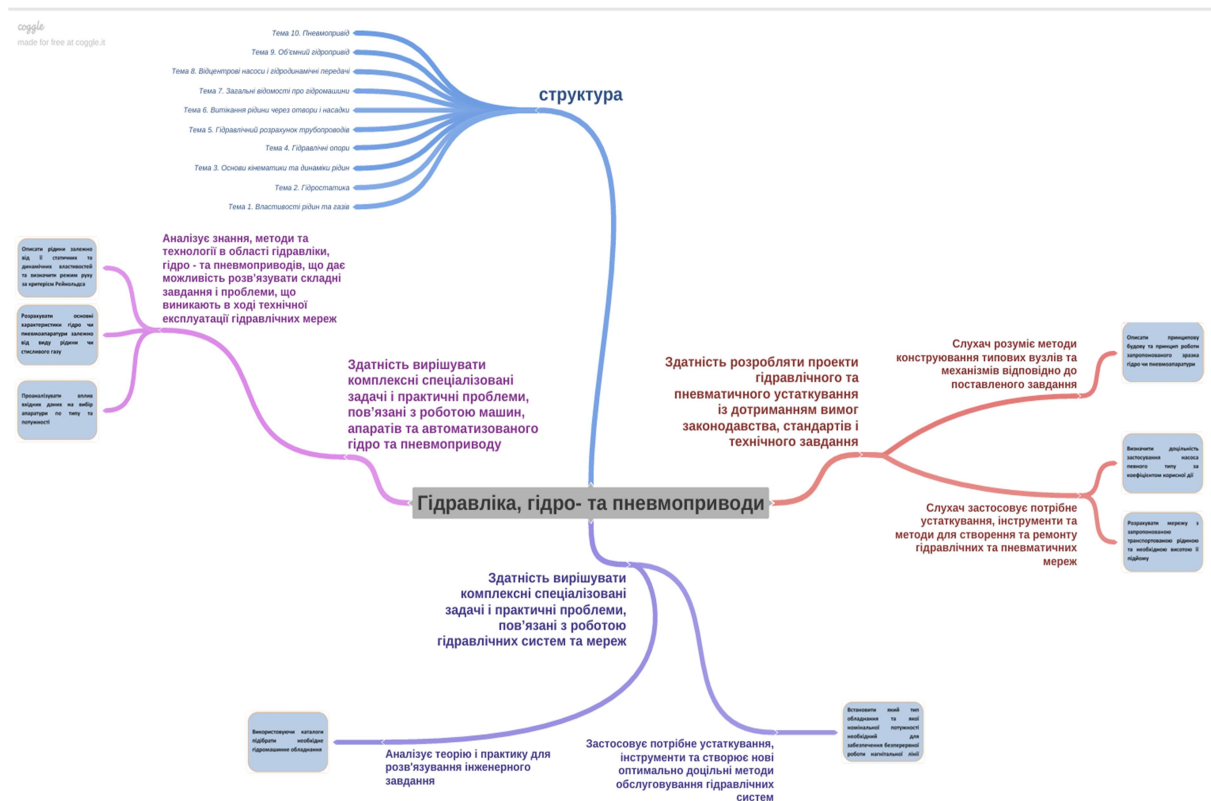 coggle
made for free at coggle.it
Тема 10. Пневмопривід
Тема 9. Об'ємний гідропривід
Тема 8. Відцентрові насоси і гідродинамічні передачі
Тема 7. Загальні відомості про гідромашини
Тема 6. Витікання рідини через отвори і насадки
Тема 5. Гідравлічний розрахунок трубопроводів
Тема 4. Гідравлічні опори
Тема 3. Основи кінематики та динаміки рідин
Тема 2. Гідростатика
Тема 1. Властивості рідин та газів
структура
Описати рідини залежно
від її статичних та
динамічних властивостей
та визначити режим руху
за критерієм Рейнольдса
Розрахувати основні
характеристики гідро чи
пневмоапаратури залежно
від виду рідини чи
стисливого газу
Проаналізувати вплив
вхідних даних на вибір
апаратури по типу та
потужності
Аналізує знання, методи та
технології в області гідравліки,
гідро - та пневмоприводів, що дає
можливість розв'язувати складні
завдання і проблеми, що
виникають в ході технічної
експлуатації гідравлічних мереж
Здатність вирішувати
комплексні спеціалізовані
задачі і практичні проблеми,
пов'язані з роботою машин,
апаратів та автоматизованого
гідро та пневмоприводу
Здатність розробляти проекти
гідравлічного та
пневматичного устаткування
із дотриманням вимог
законодавства, стандартів і
технічного завдання
Слухач розуміє методи
конструювання типових вузлів та
механізмів відповідно до
поставленого завдання
Описати принципову
будову та принцип роботи
запропонованого зразка
гідро чи пневмоапаратури
Визначити доцільність
застосування насоса
певного типу за
коефіцієнтом корисної дії
Слухач застосовує потрібне
устаткування, інструменти та
методи для створення та ремонту
гідравлічних та пневматичних
мереж
Розрахувати мережу з
запропонованою
транспортованою рідиною
та необхідною висотою її
підйому
Гідравліка, гідро- та пневмоприводи
Здатність вирішувати
комплексні спеціалізовані
задачі і практичні проблеми,
пов'язані з роботою
гідравлічних систем та мереж
Використовуючи каталоги
підібрати необхідне
гідромашинне обладнання
Аналізує теорію і практику для
розв'язування інженерного
завдання
Застосовує потрібне устаткування,
інструменти та створює нові
оптимально доцільні методи
обслуговування гідравлічних
систем
Встановити який тип
обладнання та якої
номінальної потужності
необхідний для
забезпечення безперервної
роботи нагнітальної лінії